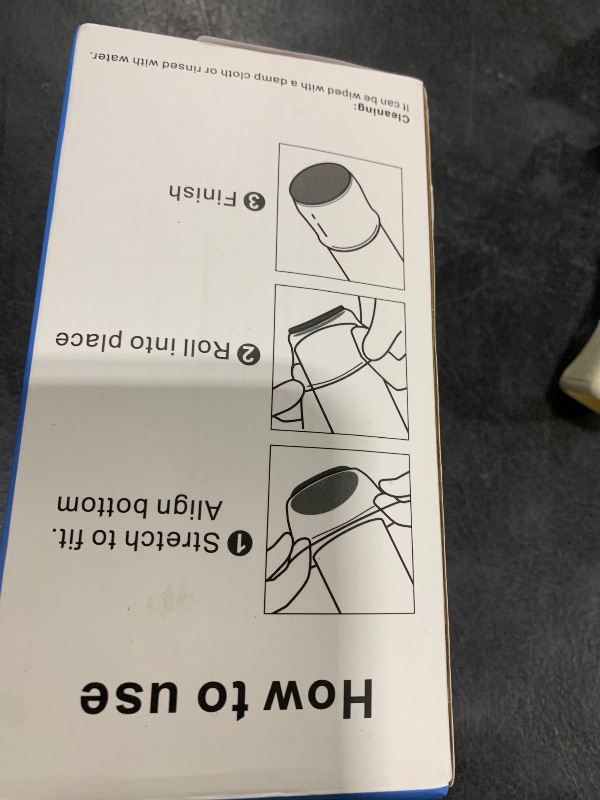 How to use
1 Stretch to fit.
Align bottom
2 Roll into place
3 Finish
Cleaning:
It can be wiped with a damp cloth or rinsed with water.